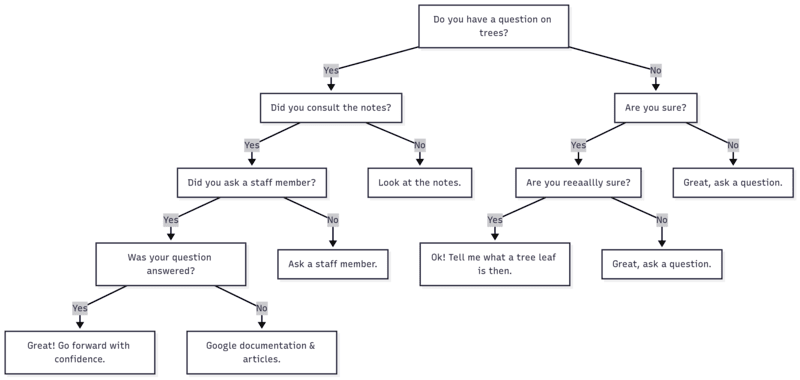 Do you have a question on
trees?
Yes
No
Did you consult the notes?
Are you sure?
Yes
No
Yes
No
Did you ask a staff member?
Look at the notes.
Are you reeaallly sure?
Great, ask a question.
Yes
No
Yes
No
Was your question
answered?
Ask a staff member.
Ok! Tell me what a tree leaf
is then.
Great, ask a question.
Yes
No
Great! Go forward with
confidence.
Google documentation &
articles.